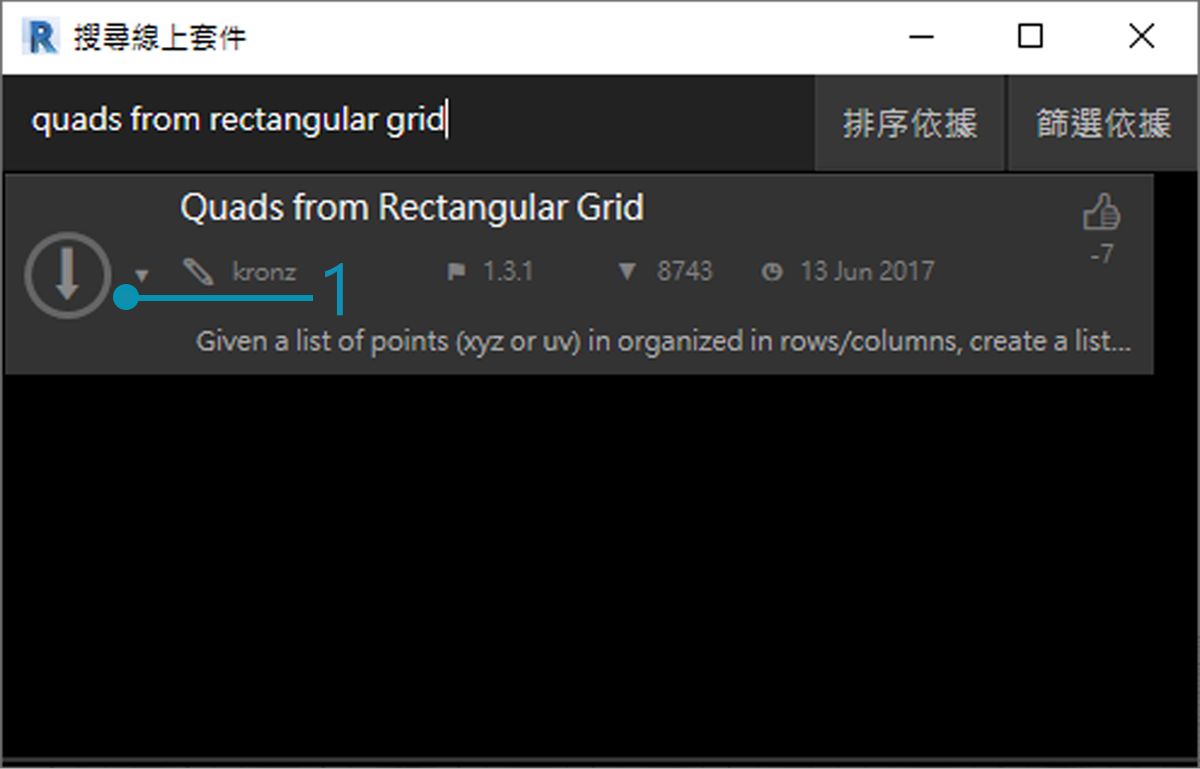 搜尋線上套件
quads from rectangular grid 排序依據 篩選依據
Quads from Rectangular Grid
kronz 1.3.1 8743 13 Jun 2017 -7
1
Given a list of points (xyz or uv) in organized in rows/columns, create a list...